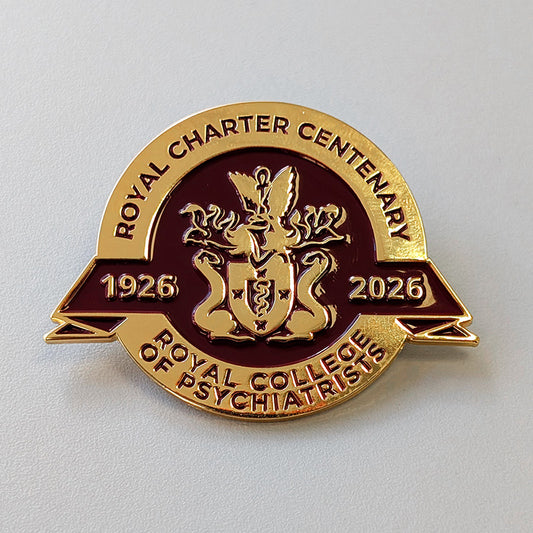 ROYAL CHARTER CENTENARY
1926 2026
ROYAL COLLEGE
OF PSYCHIATRISTS